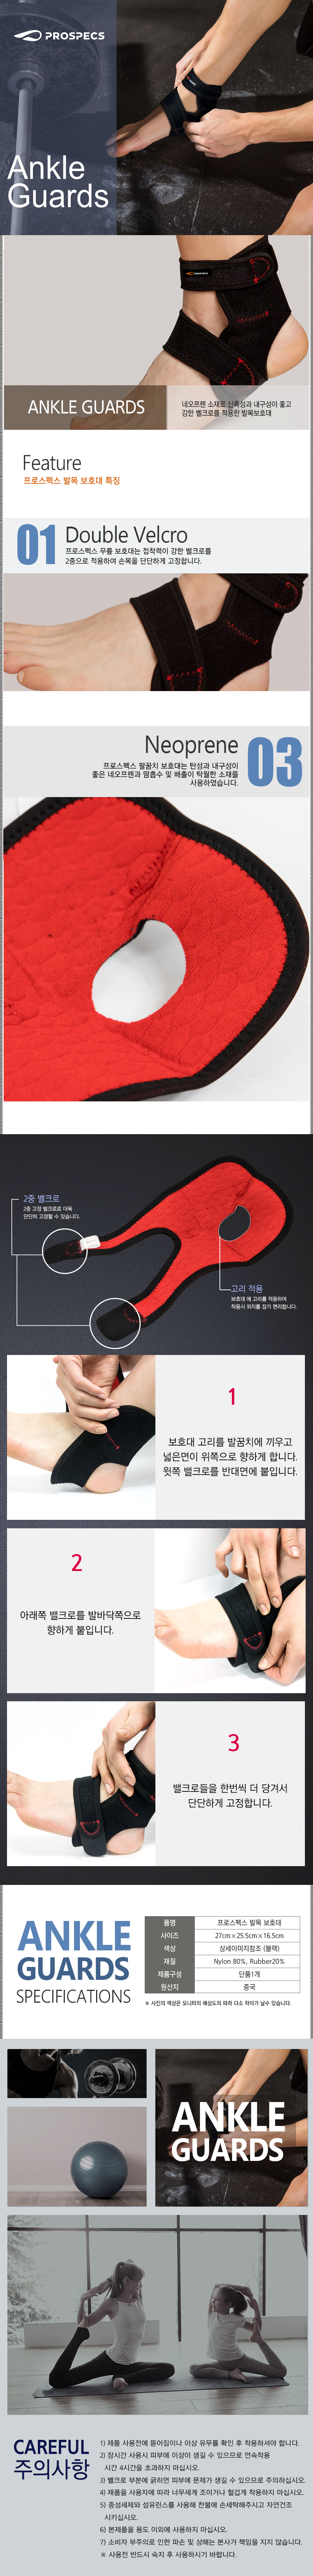 PROSPECS
Ankle
Guards
PROSPECS
ANKLE GUARDS
네오프렌 소재로 신축성과 내구성이 좋고
강한 벨크로를 적용한 발목보호대
Feature
프로스펙스 발목 보호대 특징
01
Double Velcro
프로스펙스 무릎 보호대는 접착력이 강한 벨크로를
2중으로 적용하여 손목을 단단하게 고정합니다.
Neoprene
03
프로스펙스 팔꿈치 보호대는 탄성과 내구성이
좋은 네오프렌과 땀흡수 및 배출이 탁월한 소재를
사용하였습니다.
2중 밸크로
2중 고정 밸크로로 더욱
단단히 고정할 수 있습니다.
고리 적용
보호대 에 고리를 적용하여
착용시 위치를 잡기 편리합니다.
1
보호대 고리를 발꿈치에 끼우고
넓은면이 위쪽으로 향하게 합니다.
윗쪽 밸크로를 반대면에 붙입니다.
2
아래쪽 밸크로를 발바닥쪽으로
향하게 붙입니다.
3
밸크로들을 한번씩 더 당겨서
단단하게 고정합니다.
ANKLE
GUARDS
SPECIFICATIONS
품명 프로스펙스 발목 보호대
사이즈 27cm×25.5cm×16.5cm
색상 상세이미지참조 (블랙)
재질 Nylon 80%, Rubber20%
제품구성 단품1개
원산지 중국
※ 사진의 색상은 모니터의 해상도의 따라 다소 차이가 날수 있습니다.
ANKLE
GUARDS
CAREFUL
주의사항
1) 제품 사용전에 뜯어짐이나 이상 유무를 확인 후 착용하셔야 합니다.
2) 장시간 사용시 피부에 이상이 생길 수 있으므로 연속착용
시간 4시간을 초과하지 마십시오.
3) 밸크로 부분에 긁히면 피부에 문제가 생길 수 있으므로 주의하십시오.
4) 제품을 사용자에 따라 너무세게 조이거나 헐겁게 착용하지 마십시오.
5) 중성세제와 섬유린스를 사용해 찬물에 손세탁해주시고 자연건조
시키십시오.
6) 본제품을 용도 이외에 사용하지 마십시오.
7) 소비자 부주의로 인한 파손 및 상해는 본사가 책임을 지지 않습니다.
※ 사용전 반드시 숙지 후 사용하시기 바랍니다.